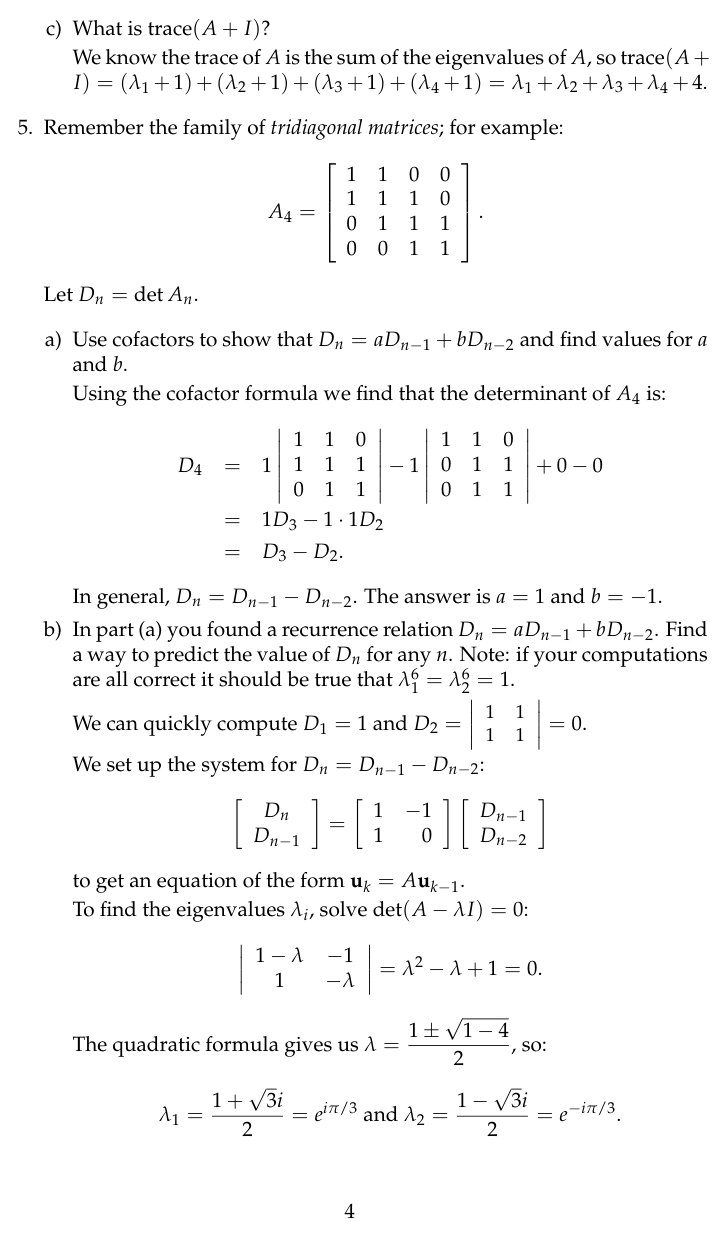 c) What is trace(A + I)?
We know the trace of A is the sum of the eigenvalues of A, so trace(A +
I) = (λ₁ + 1) + (λ₂ + 1) + (λ₃ + 1) + (λ₄ + 1) = λ₁ + λ₂ + λ₃ + λ₄ + 4.
5. Remember the family of tridiagonal matrices; for example:
A₄ = [ 1 1 0 0
1 1 1 0
0 1 1 1
0 0 1 1 ] .
Let Dₙ = det Aₙ.
a) Use cofactors to show that Dₙ = aDₙ₋₁ + bDₙ₋₂ and find values for a
and b.
Using the cofactor formula we find that the determinant of A₄ is:
D₄ = 1 | 1 1 0 | − 1 | 1 1 0 | + 0 − 0
| 1 1 1 | | 0 1 1 |
| 0 1 1 | | 0 1 1 |
= 1D₃ − 1 · 1D₂
= D₃ − D₂.
In general, Dₙ = Dₙ₋₁ − Dₙ₋₂. The answer is a = 1 and b = −1.
b) In part (a) you found a recurrence relation Dₙ = aDₙ₋₁ + bDₙ₋₂. Find
a way to predict the value of Dₙ for any n. Note: if your computations
are all correct it should be true that λ₁⁶ = λ₂⁶ = 1.
We can quickly compute D₁ = 1 and D₂ = | 1 1 | = 0.
| 1 1 |
We set up the system for Dₙ = Dₙ₋₁ − Dₙ₋₂:
[ Dₙ ] = [ 1 −1 ] [ Dₙ₋₁ ]
[ Dₙ₋₁ ] [ 1 0 ] [ Dₙ₋₂ ]
to get an equation of the form uₖ = Auₖ₋₁.
To find the eigenvalues λᵢ, solve det(A − λI) = 0:
| 1 − λ −1 | = λ² − λ + 1 = 0.
| 1 −λ |
The quadratic formula gives us λ = (1 ± √(1 − 4))/2, so:
λ₁ = (1 + √3i)/2 = e^{iπ/3} and λ₂ = (1 − √3i)/2 = e^{−iπ/3}.
4